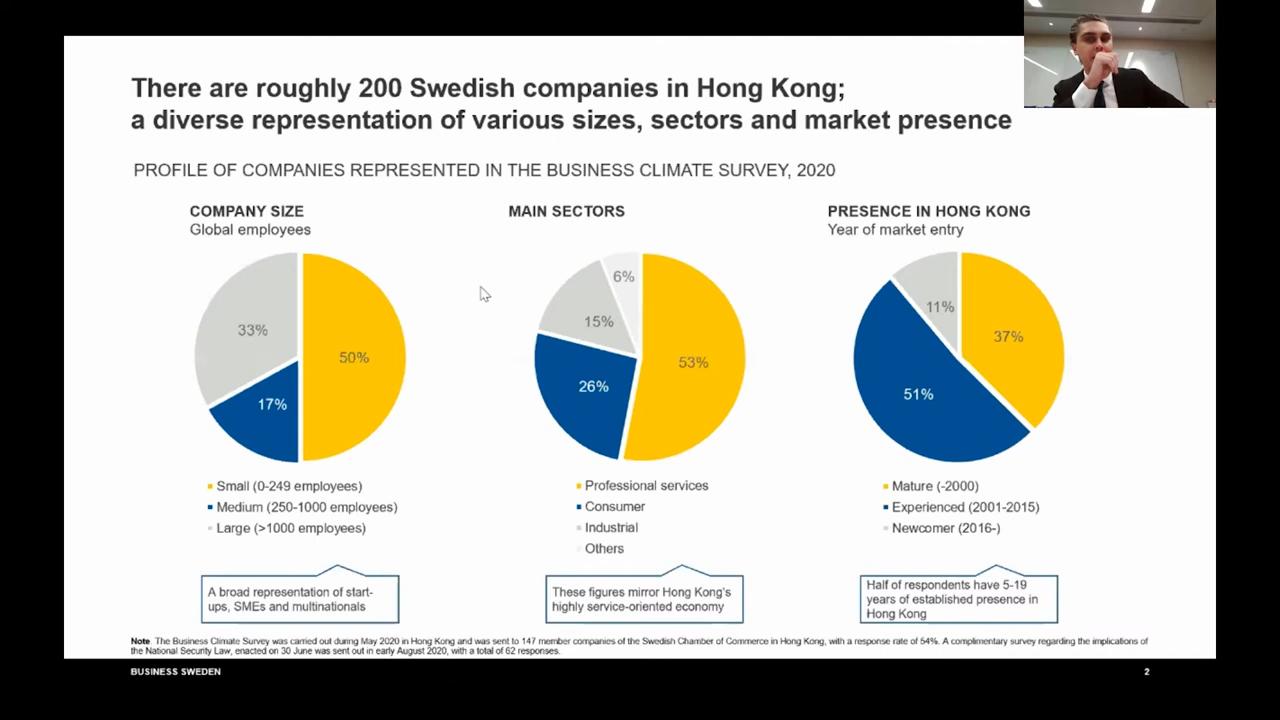 There are roughly 200 Swedish companies in Hong Kong;
a diverse representation of various sizes, sectors and market presence
PROFILE OF COMPANIES REPRESENTED IN THE BUSINESS CLIMATE SURVEY, 2020
COMPANY SIZE
Global employees
33%
50%
17%
Small (0-249 employees)
Medium (250-1000 employees)
Large (>1000 employees)
A broad representation of start-
ups, SMEs and multinationals
MAIN SECTORS
6%
15%
53%
26%
Professional services
Consumer
Industrial
Others
These figures mirror Hong Kong's
highly service-oriented economy
PRESENCE IN HONG KONG
Year of market entry
11%
37%
51%
Mature (-2000)
Experienced (2001-2015)
Newcomer (2016-)
Half of respondents have 5-19
years of established presence in
Hong Kong
Note. The Business Climate Survey was carried out during May 2020 in Hong Kong and was sent to 147 member companies of the Swedish Chamber of Commerce in Hong Kong, with a response rate of 54%. A complimentary survey regarding the implications of
the National Security Law, enacted on 30 June was sent out in early August 2020, with a total of 62 responses.
BUSINESS SWEDEN
2